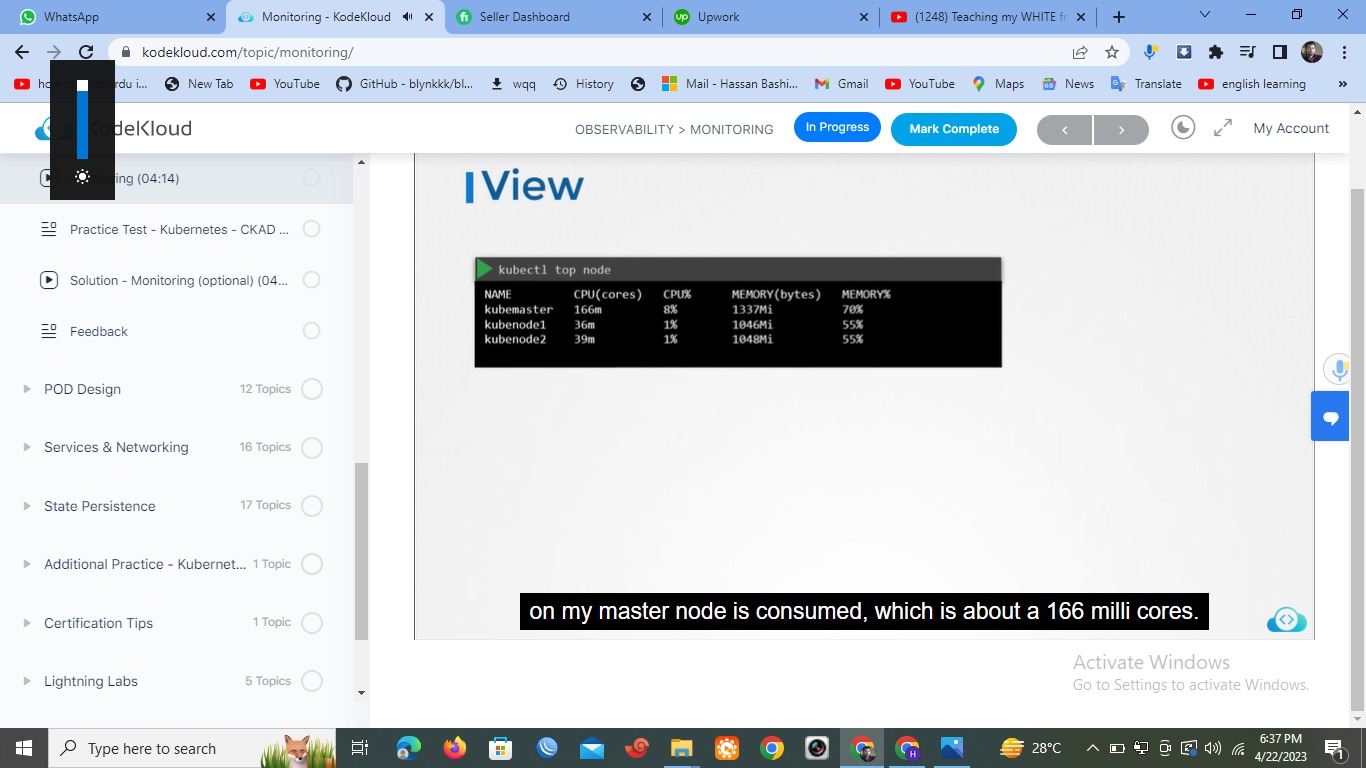 WhatsApp
Monitoring - KodeKloud
Seller Dashboard
Upwork
(1248) Teaching my WHITE fr
kodekloud.com/topic/monitoring/
how urdu i...
New Tab
YouTube
GitHub - blynkkk/bl...
wqq
History
Mail - Hassan Bashi...
Gmail
YouTube
Maps
News
Translate
english learning
»
KodeKloud
OBSERVABILITY > MONITORING
In Progress
Mark Complete
My Account
(04:14)
Practice Test - Kubernetes - CKAD ...
Solution - Monitoring (optional) (04...
Feedback
POD Design 12 Topics
Services & Networking 16 Topics
State Persistence 17 Topics
Additional Practice - Kubernet... 1 Topic
Certification Tips 1 Topic
Lightning Labs 5 Topics
View
kubectl top node
NAME CPU(cores) CPU% MEMORY(bytes) MEMORY%
kubemaster 166m 8% 1337Mi 70%
kubenode1 36m 1% 1046Mi 55%
kubenode2 39m 1% 1048Mi 55%
on my master node is consumed, which is about a 166 milli cores.
Activate Windows
Go to Settings to activate Windows.
Type here to search
28°C
6:37 PM
4/22/2023
1